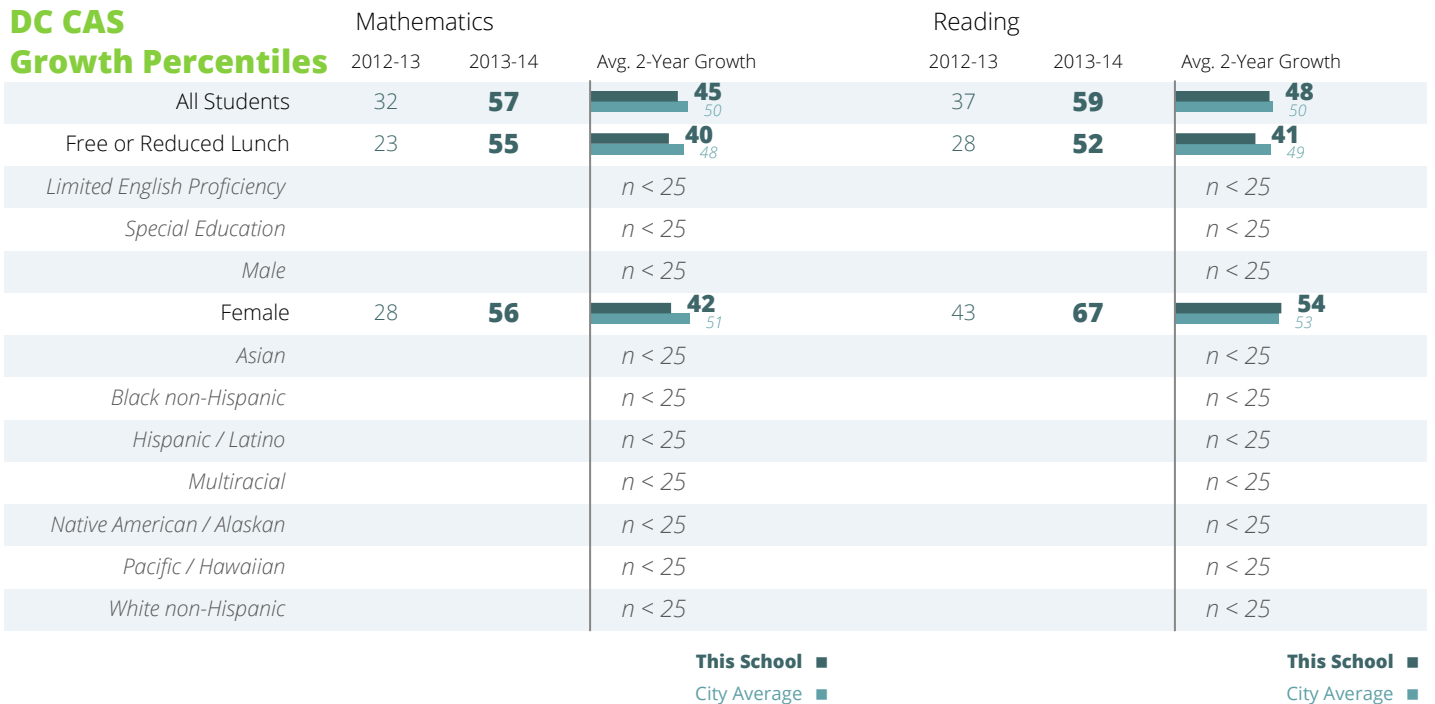 DC CAS Mathematics Reading
Growth Percentiles 2012-13 2013-14 Avg. 2-Year Growth 2012-13 2013-14 Avg. 2-Year Growth
All Students 32 57 45 50 37 59 48 50
Free or Reduced Lunch 23 55 40 48 28 52 41 49
Limited English Proficiency n < 25 n < 25
Special Education n < 25 n < 25
Male n < 25 n < 25
Female 28 56 42 51 43 67 54 53
Asian n < 25 n < 25
Black non-Hispanic n < 25 n < 25
Hispanic / Latino n < 25 n < 25
Multiracial n < 25 n < 25
Native American / Alaskan n < 25 n < 25
Pacific / Hawaiian n < 25 n < 25
White non-Hispanic n < 25 n < 25
This School This School
City Average City Average